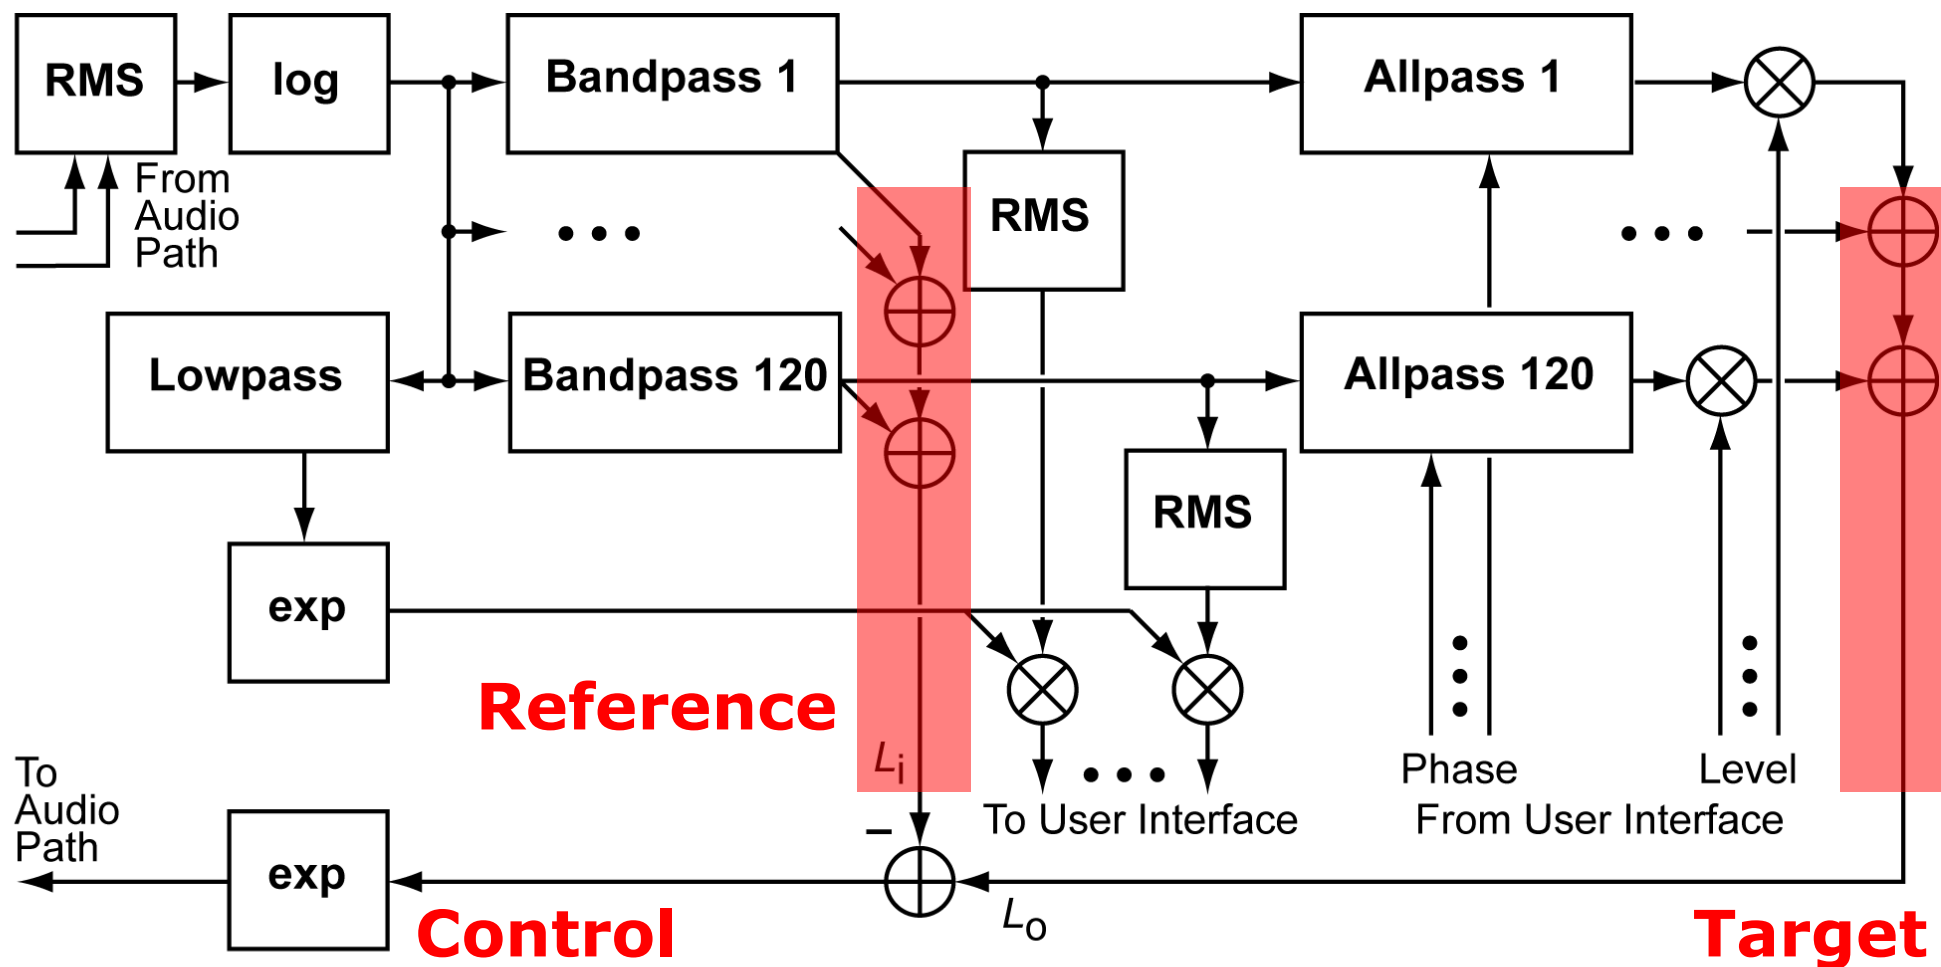 RMS
log
Bandpass 1
Allpass 1
From
Audio
Path
RMS
Lowpass
Bandpass 120
Allpass 120
RMS
exp
Reference
Li
To
Audio
Path
Phase
Level
To User Interface
From User Interface
–
exp
Control
Lo
Target